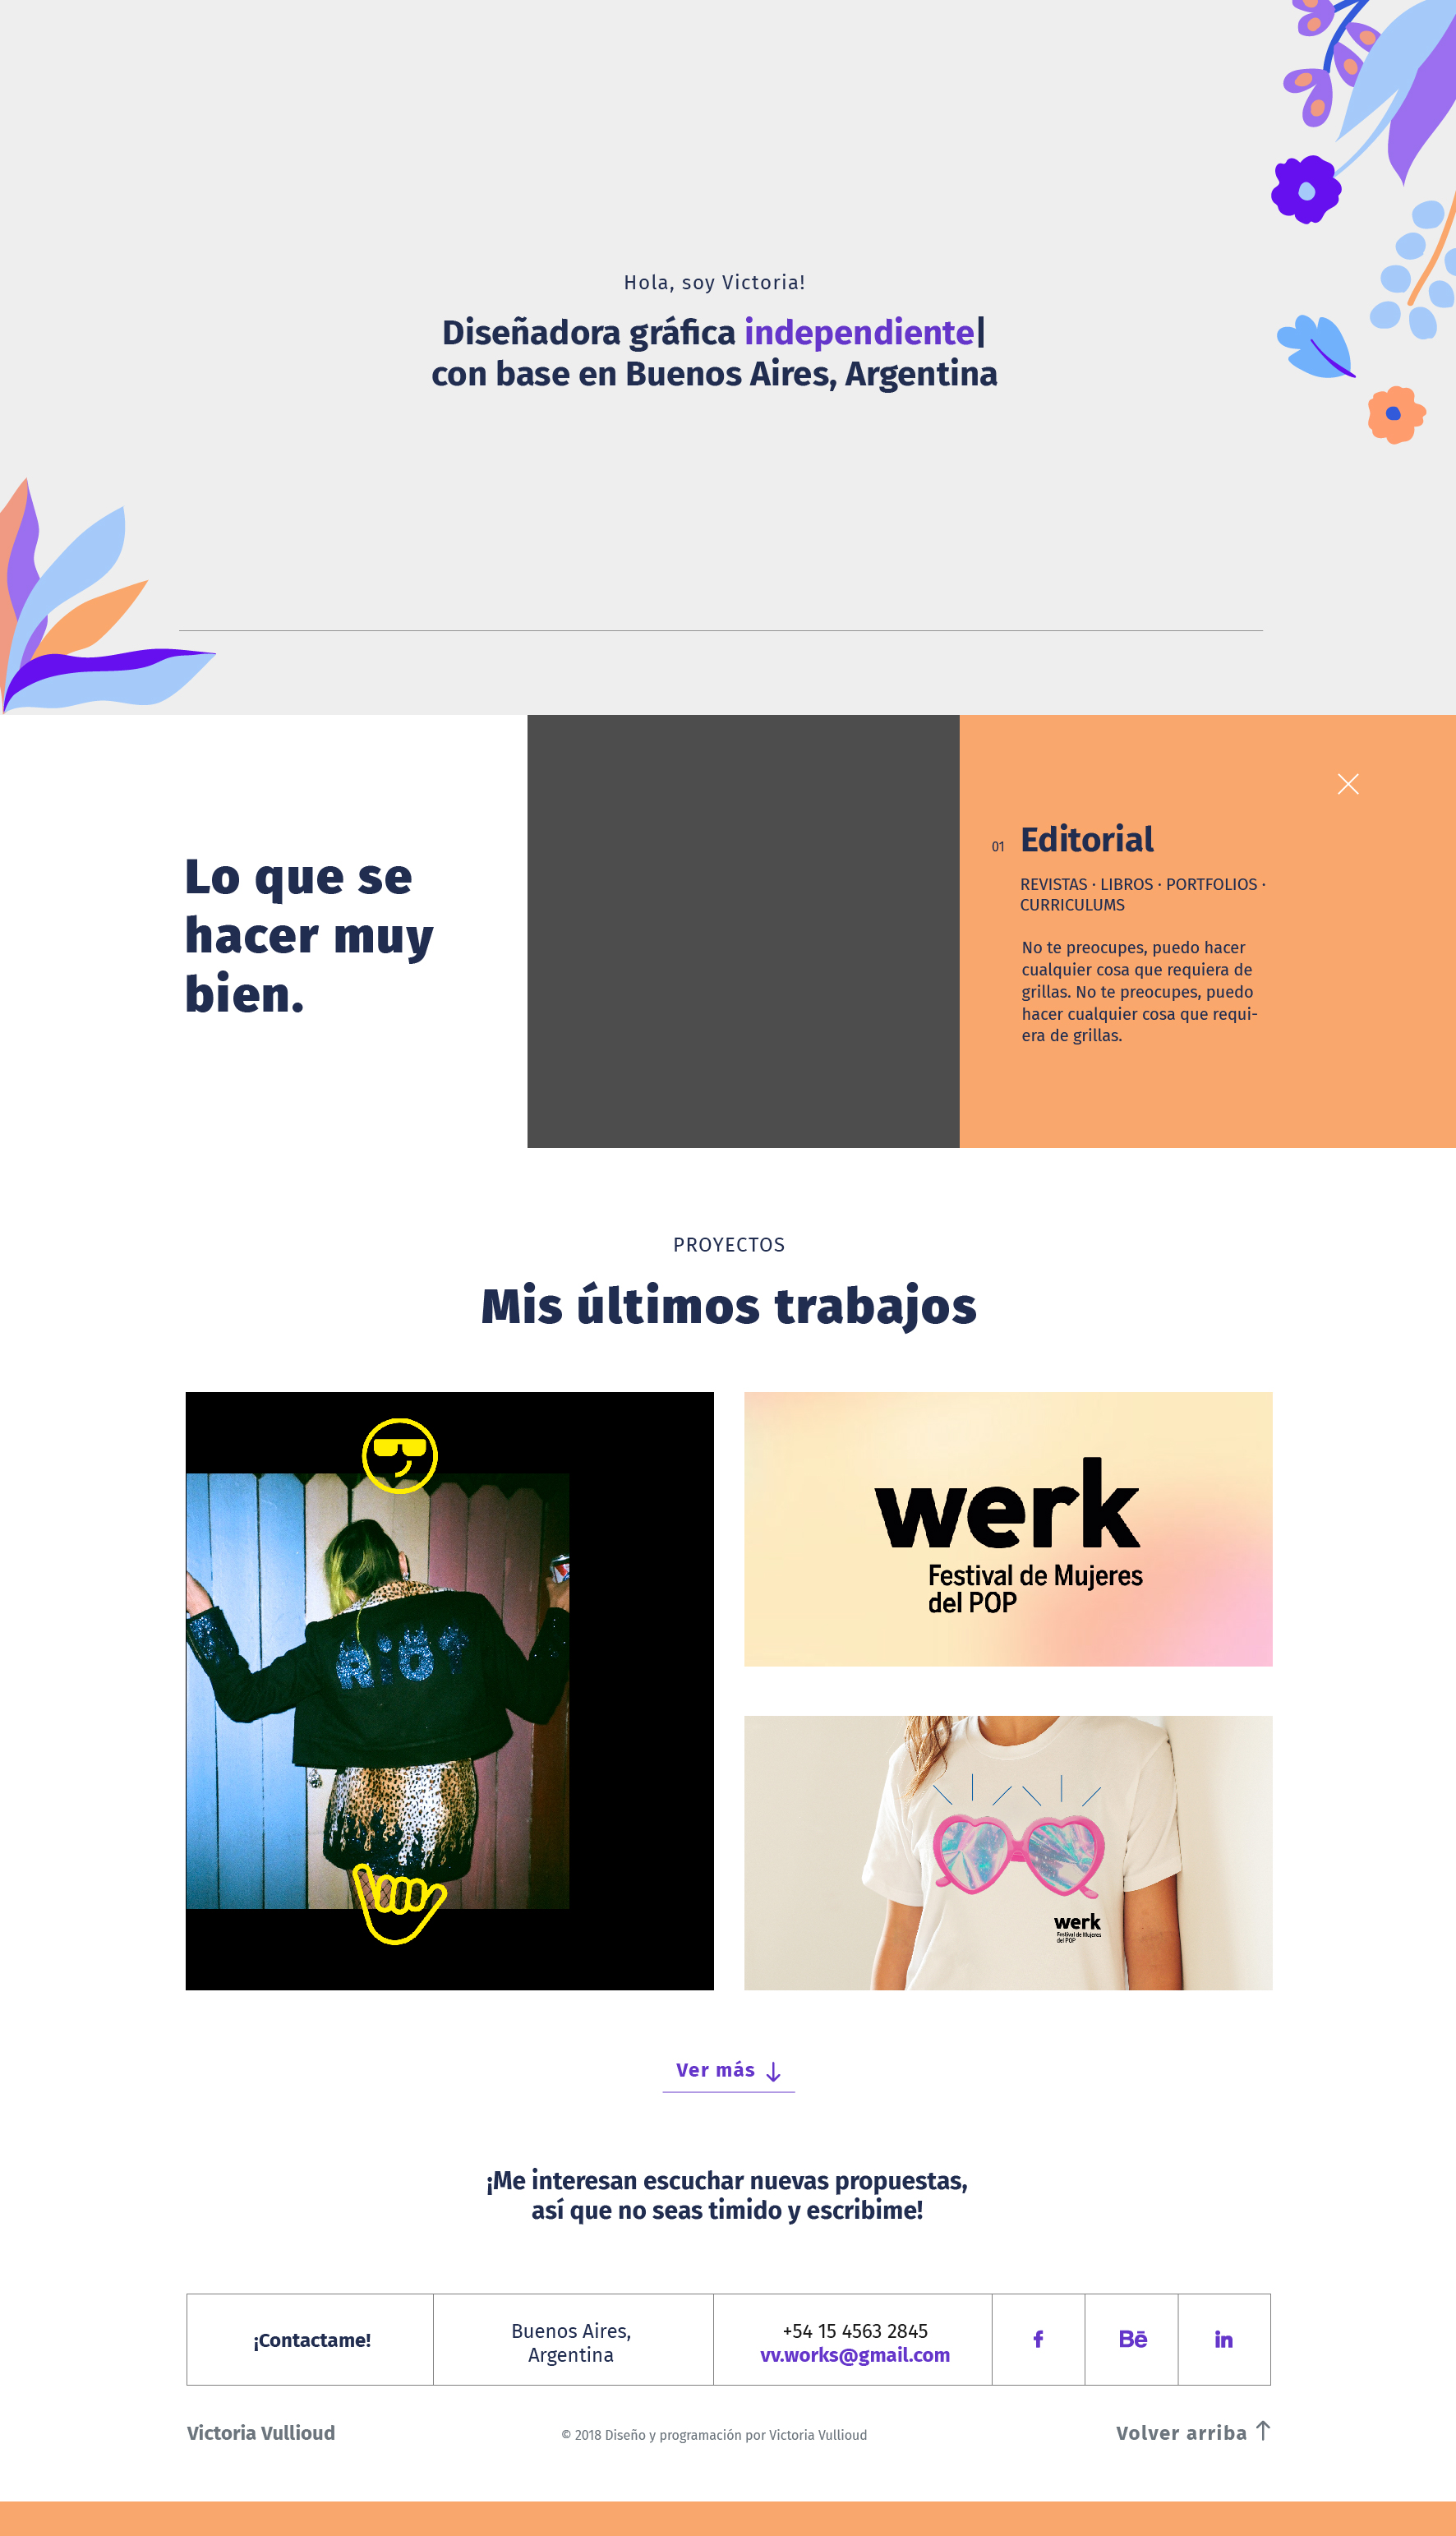 Hola, soy Victoria!
Diseñadora gráfica independiente|
con base en Buenos Aires, Argentina
Lo que se
hacer muy
bien.
01 Editorial
REVISTAS · LIBROS · PORTFOLIOS ·
CURRICULUMS
No te preocupes, puedo hacer
cualquier cosa que requiera de
grillas. No te preocupes, puedo
hacer cualquier cosa que requi-
era de grillas.
PROYECTOS
Mis últimos trabajos
RIOT
werk
Festival de Mujeres
del POP
werk
Festival de Mujeres
del POP
Ver más
¡Me interesan escuchar nuevas propuestas,
así que no seas timido y escribime!
¡Contactame!
Buenos Aires,
Argentina
+54 15 4563 2845
vv.works@gmail.com
f
Bē
in
Victoria Vullioud
© 2018 Diseño y programación por Victoria Vullioud
Volver arriba